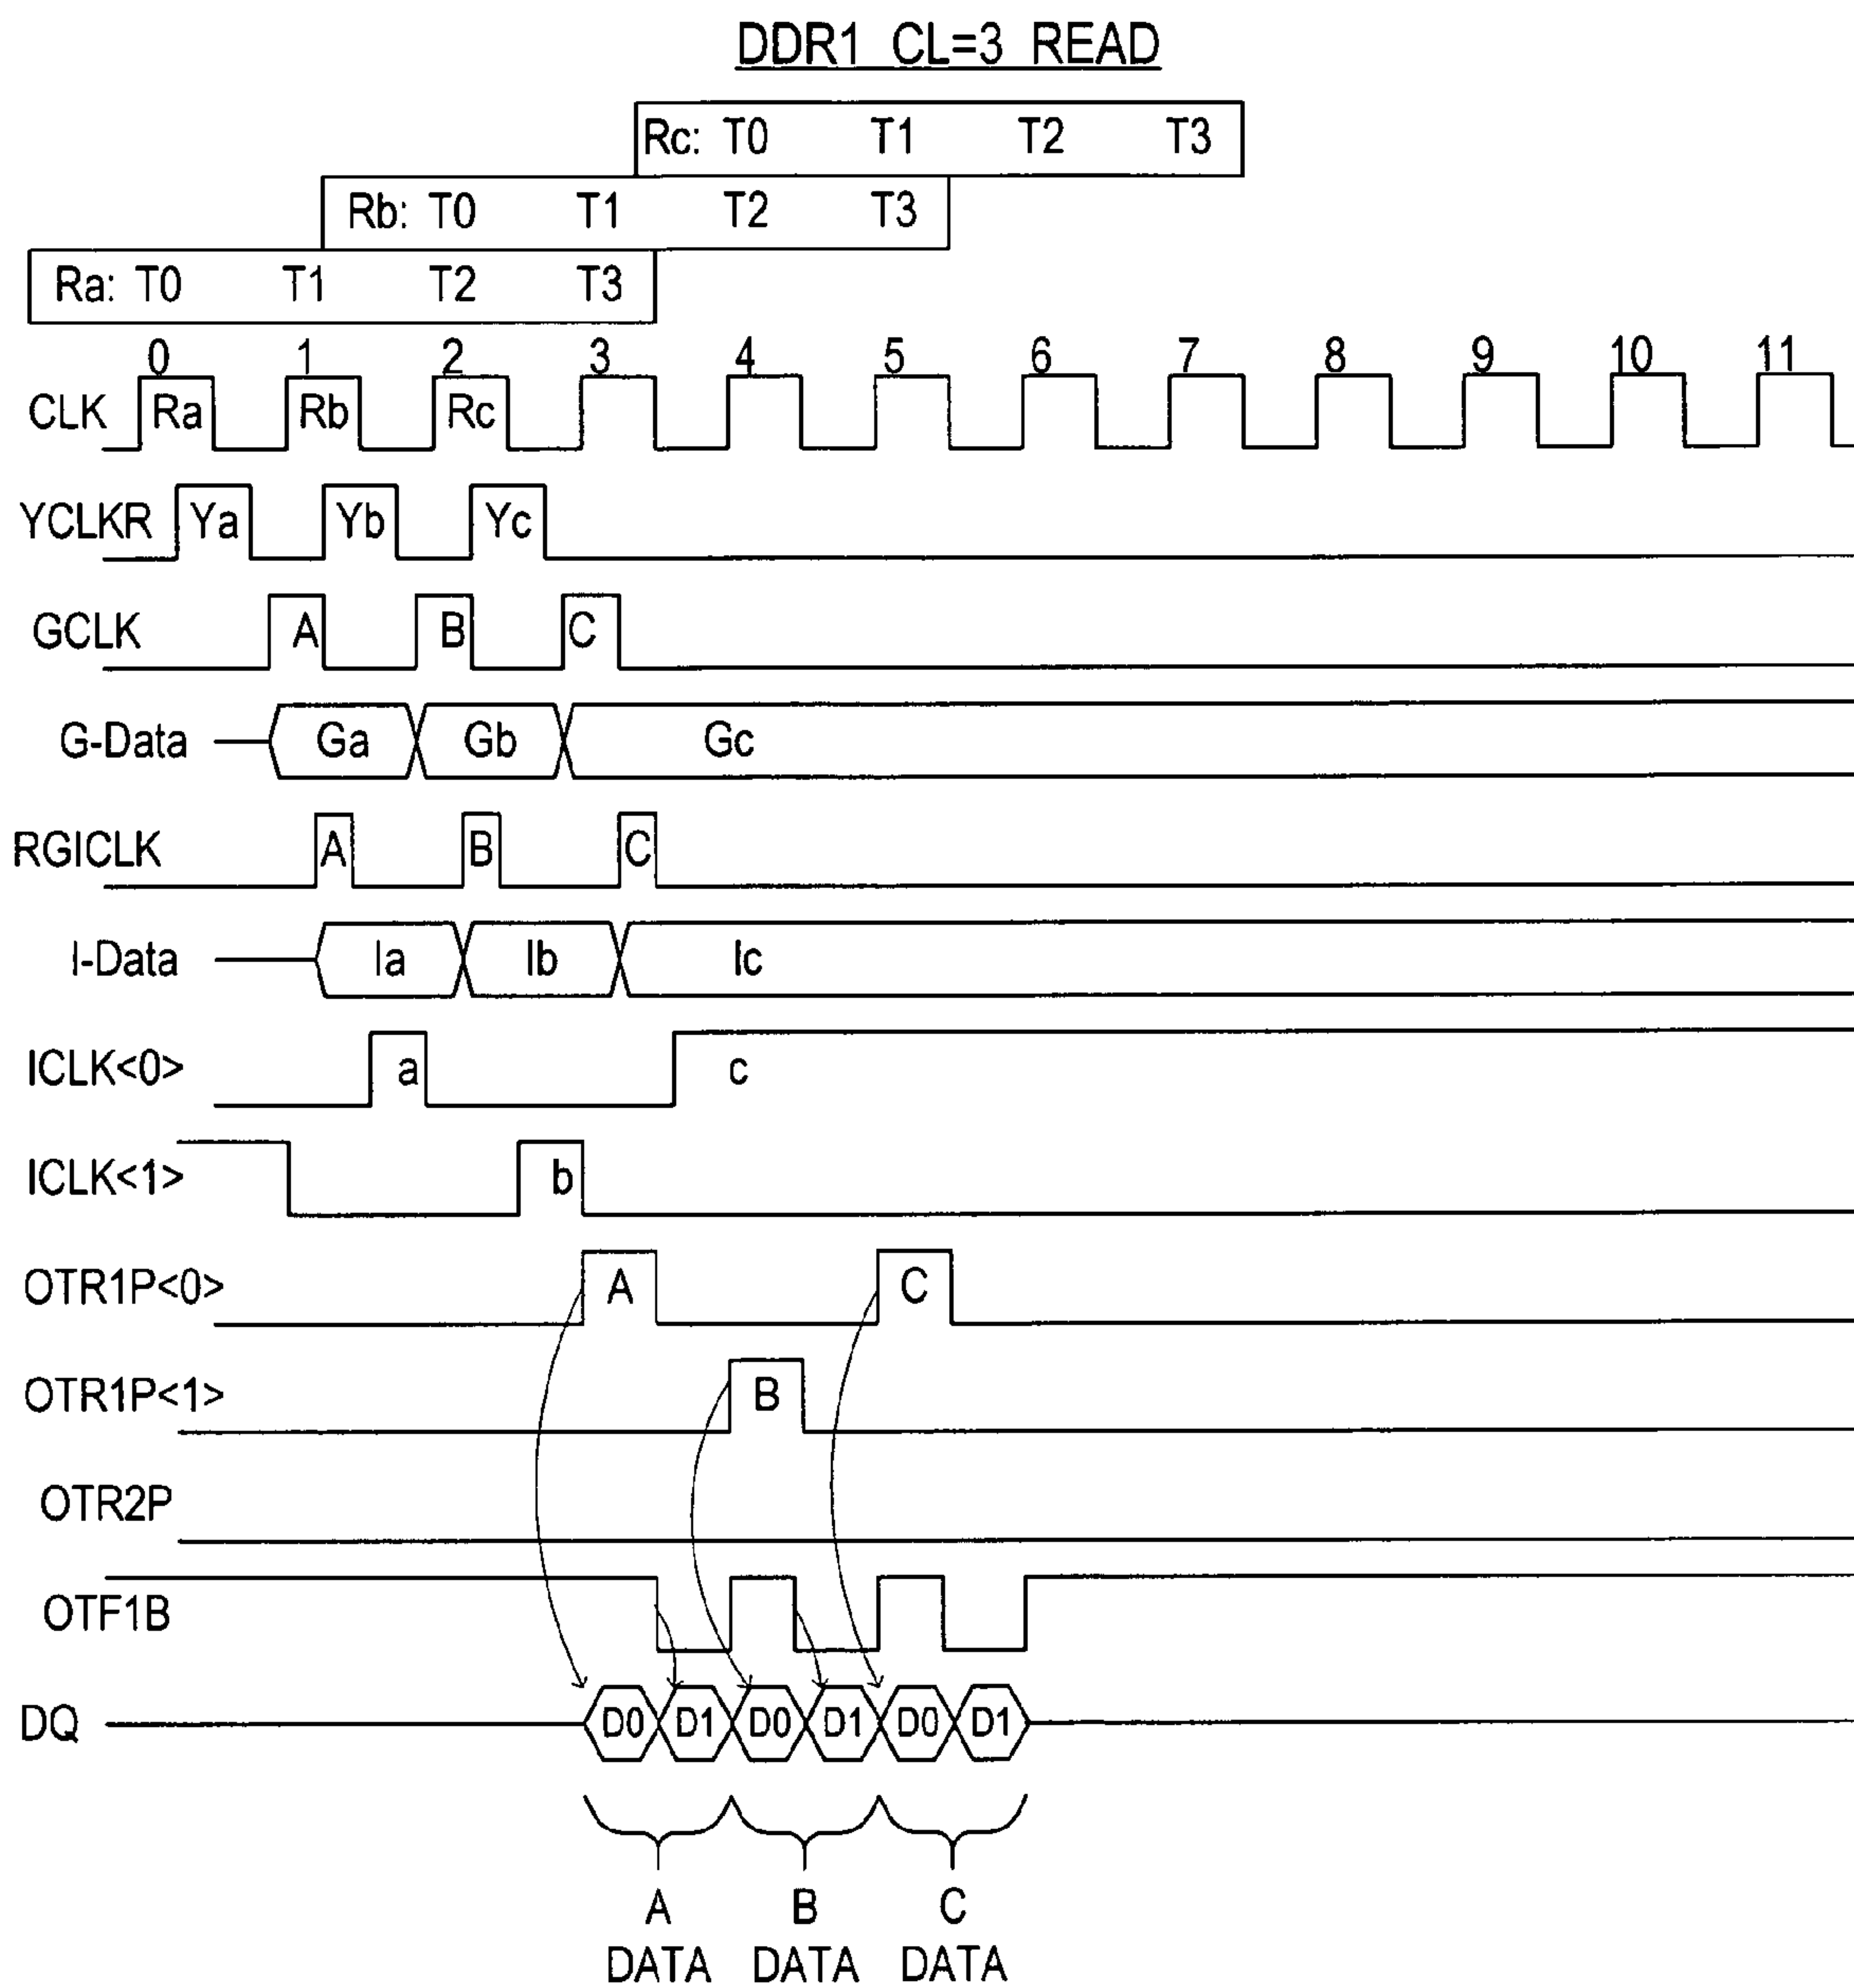 DDR1 CL=3 READ
Rc: T0 T1 T2 T3
Rb: T0 T1 T2 T3
Ra: T0 T1 T2 T3
0 1 2 3 4 5 6 7 8 9 10 11
CLK Ra Rb Rc
YCLKR Ya Yb Yc
GCLK A B C
G-Data Ga Gb Gc
RGICLK A B C
I-Data Ia Ib Ic
ICLK<0> a c
ICLK<1> b
OTR1P<0> A C
OTR1P<1> B
OTR2P
OTF1B
DQ D0 D1 D0 D1 D0 D1
A B C
DATA DATA DATA